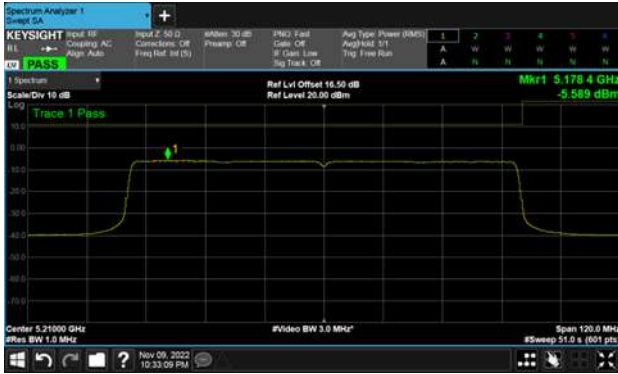 Spectrum Analyzer 1
Swept SA
KEYSIGHT Input: RF
Coupling: AC
Align: Auto
Input Z: 50 Ω
Corrections: Off
Freq Ref: Int (S)
#Atten: 30 dB
Preamp: Off
PNO: Fast
Gate: Off
IF Gain: Low
Sig Track: Off
Avg Type: Power (RMS)
Avg|Hold: 1/1
Trig: Free Run
1 2 3 4 5 6
A W W W W W
A N N N N N
RL
LV PASS
1 Spectrum
Scale/Div 10 dB
Ref Lvl Offset 16.50 dB
Ref Level 20.00 dBm
Mkr1 5.178 4 GHz
-5.589 dBm
Log
Trace 1 Pass
10.0
0.00
1
-10.0
-20.0
-30.0
-40.0
-50.0
-60.0
-70.0
Center 5.21000 GHz
#Res BW 1.0 MHz
#Video BW 3.0 MHz*
Span 120.0 MHz
#Sweep 51.0 s (601 pts)
Nov 09, 2022
10:33:09 PM